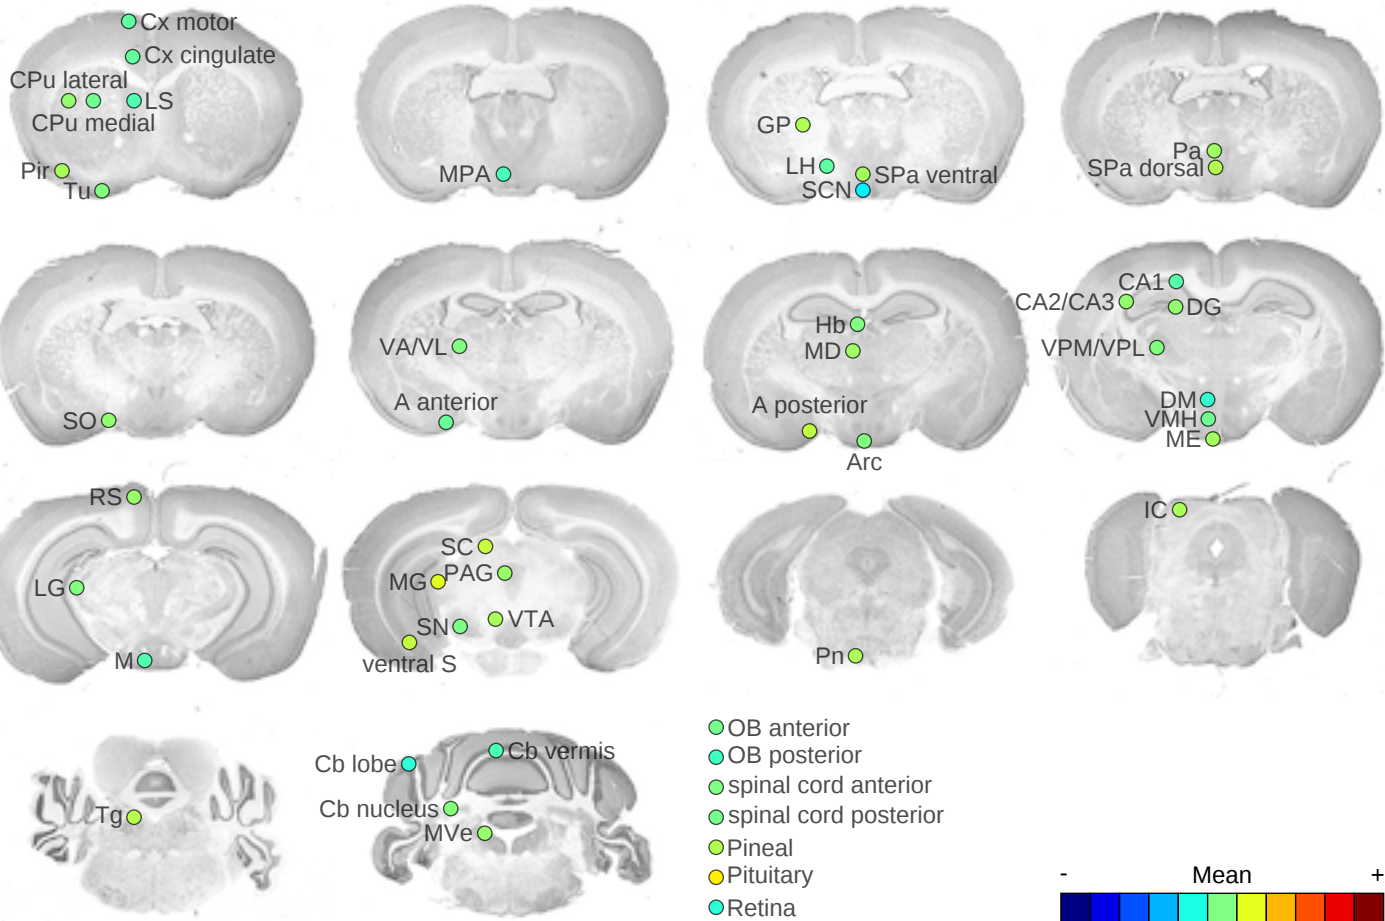 Cx motor
Cx cingulate
CPu lateral
LS
CPu medial
Pir
Tu
MPA
GP
LH
SPa ventral
SCN
Pa
SPa dorsal
SO
VA/VL
A anterior
Hb
MD
A posterior
Arc
CA1
CA2/CA3
DG
VPM/VPL
DM
VMH
ME
RS
LG
M
SC
MG
PAG
SN
VTA
ventral S
Pn
IC
Tg
Cb lobe
Cb vermis
Cb nucleus
MVe
OB anterior
OB posterior
spinal cord anterior
spinal cord posterior
Pineal
Pituitary
Retina
- Mean +